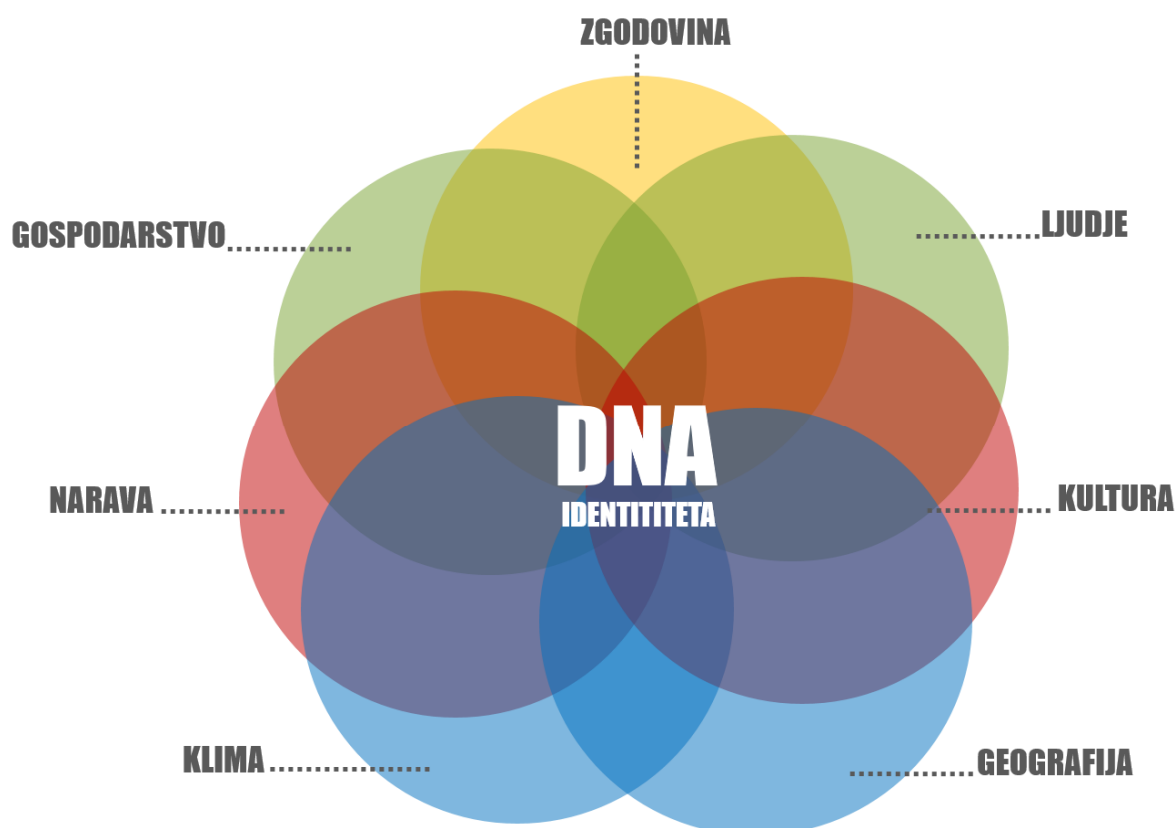 ZGODOVINA
GOSPODARSTVO
LJUDJE
DNA
IDENTITITETA
NARAVA
KULTURA
KLIMA
GEOGRAFIJA